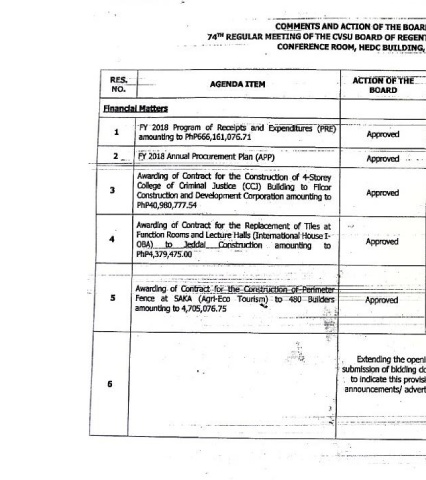 COMMENTS AND ACTION OF THE BOAR
74TH REGULAR MEETING OF THE CVSU BOARD OF REGENT
CONFERENCE ROOM, HEDC BUILDING,
RES. NO.
AGENDA ITEM
ACTION OF THE BOARD
Financial Matters
1
FY 2018 Program of Receipts and Expenditures (PRE)
amounting to PhP666,161,076.71
Approved
2
FY 2018 Annual Procurement Plan (APP)
Approved
3
Awarding of Contract for the Construction of 4-Storey
College of Criminal Justice (CCJ) Building to Filcor
Construction and Development Corporation amounting to
PhP40,980,777.54
Approved
4
Awarding of Contract for the Replacement of Tiles at
Function Rooms and Lecture Halls (International House I-
OBA) to Jeddal Construction amounting to
PhP4,379,475.00
Approved
5
Awarding of Contract for the Construction of Perimeter
Fence at SAKA (Agri-Eco Tourism) to 480 Builders
amounting to 4,705,076.75
Approved
6
Extending the openi
submission of bidding do
to indicate this provisi
announcements/ advert